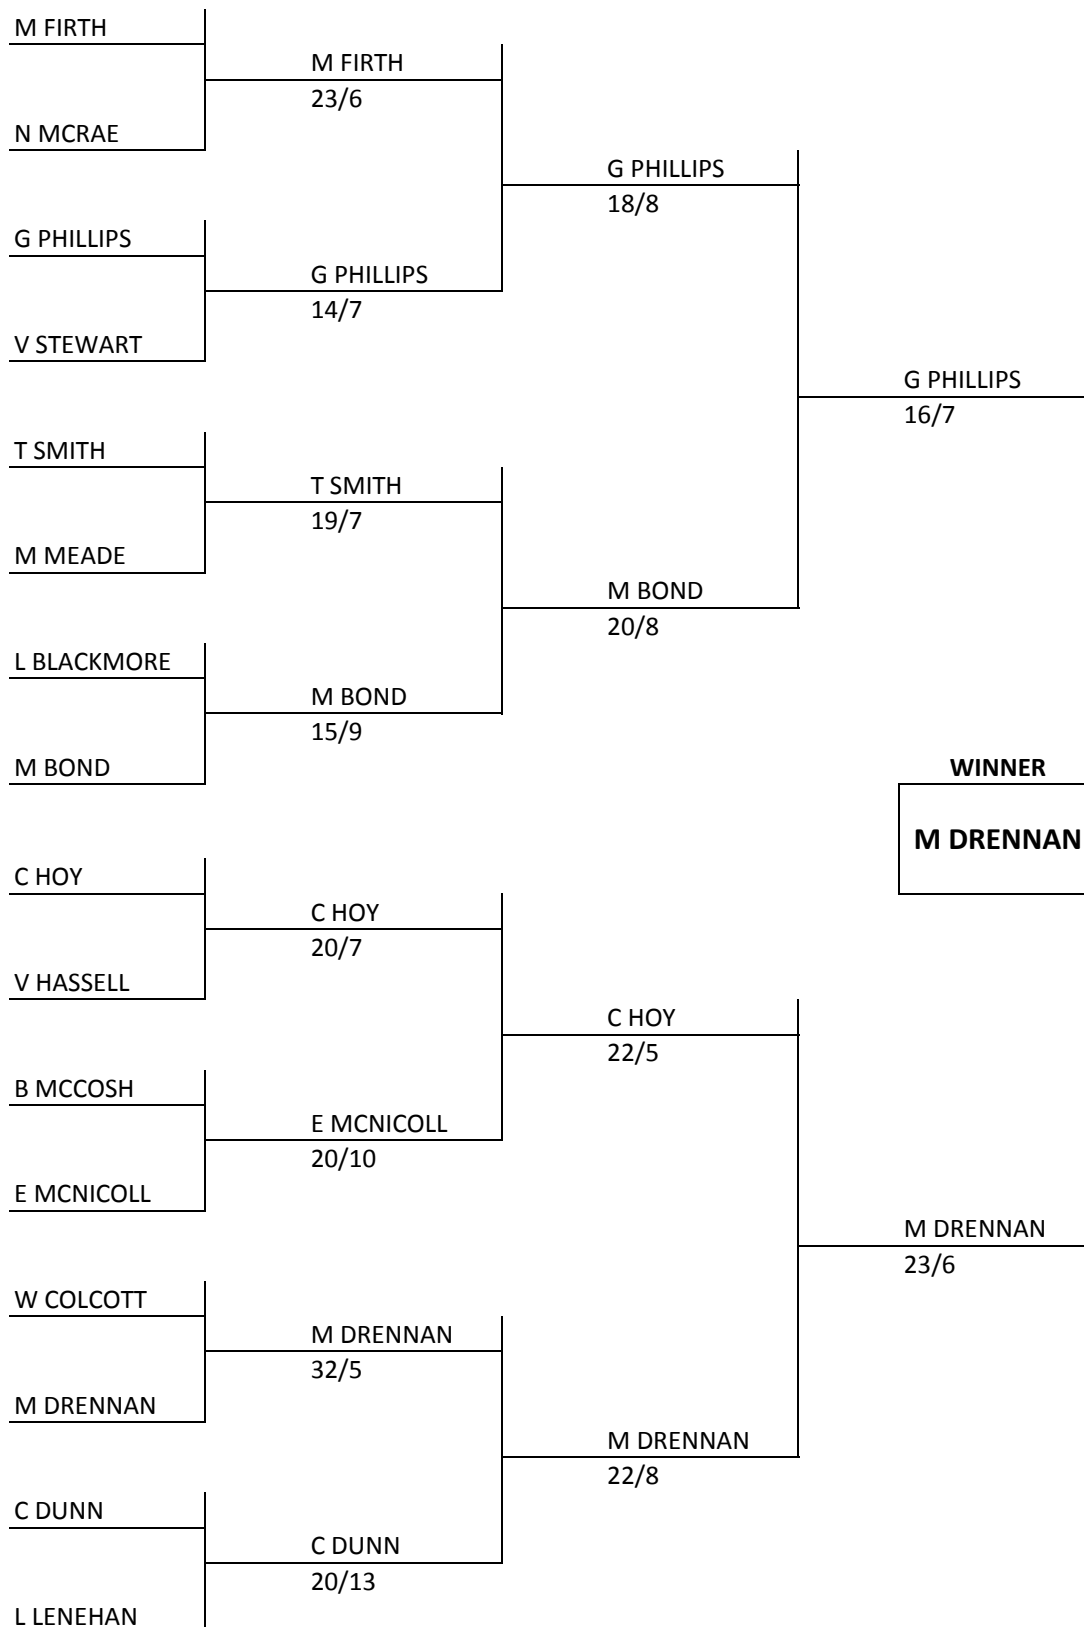 M FIRTH
M FIRTH
23/6
N MCRAE
G PHILLIPS
18/8
G PHILLIPS
G PHILLIPS
14/7
V STEWART
G PHILLIPS
16/7
T SMITH
T SMITH
19/7
M MEADE
M BOND
20/8
L BLACKMORE
M BOND
15/9
M BOND
WINNER
M DRENNAN
C HOY
C HOY
20/7
V HASSELL
C HOY
22/5
B MCCOSH
E MCNICOLL
20/10
E MCNICOLL
M DRENNAN
23/6
W COLCOTT
M DRENNAN
32/5
M DRENNAN
M DRENNAN
22/8
C DUNN
C DUNN
20/13
L LENEHAN